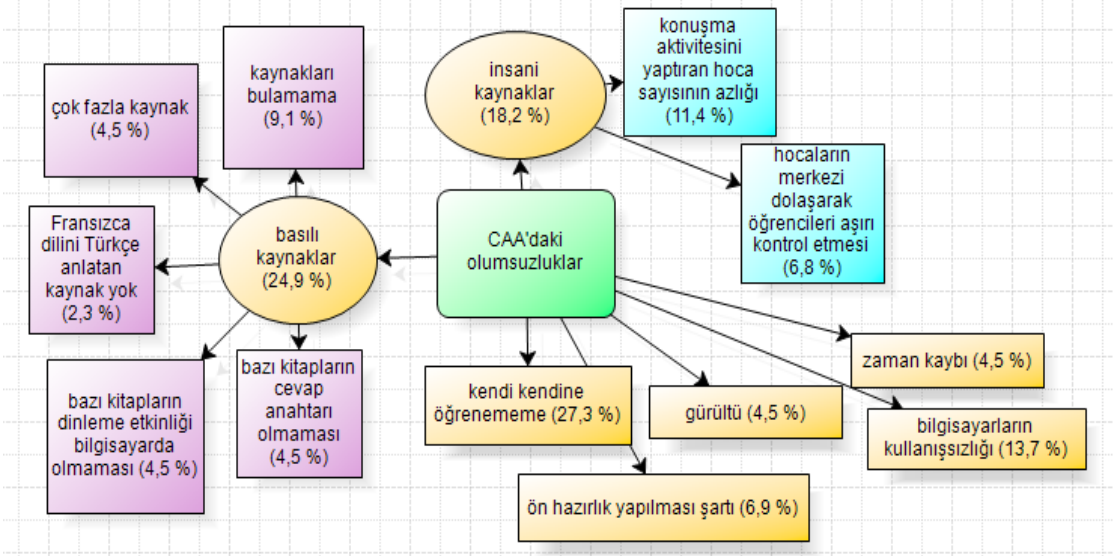 konuşma
aktivitesini
yaptıran hoca
sayısının azlığı
(11,4 %)
insani
kaynaklar
(18,2 %)
kaynakları
bulamama
(9,1 %)
çok fazla kaynak
(4,5 %)
hocaların
merkezi
dolaşarak
öğrencileri aşırı
kontrol etmesi
(6,8 %)
Fransızca
dilini Türkçe
anlatan
kaynak yok
(2,3 %)
basılı
kaynaklar
(24,9 %)
CAA'daki
olumsuzluklar
bazı kitapların
dinleme etkinliği
bilgisayarda
olmaması (4,5 %)
bazı kitapların
cevap
anahtarı
olmaması
(4,5 %)
kendi kendine
öğrenememe (27,3 %)
gürültü (4,5 %)
zaman kaybı (4,5 %)
bilgisayarların
kullanışsızlığı (13,7 %)
ön hazırlık yapılması şartı (6,9 %)